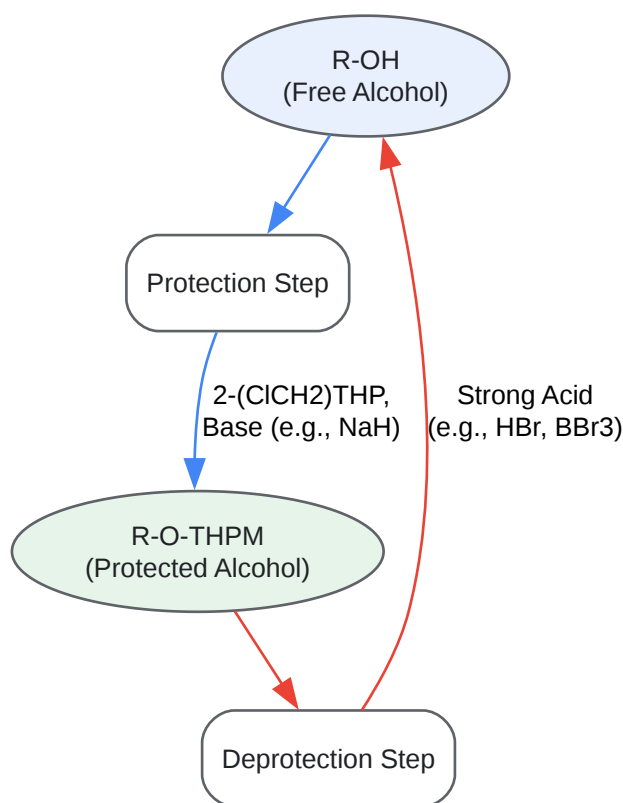 R-OH
(Free Alcohol)
Protection Step
2-(ClCH2)THP,
Base (e.g., NaH)
Strong Acid
(e.g., HBr, BBr3)
R-O-THPM
(Protected Alcohol)
Deprotection Step